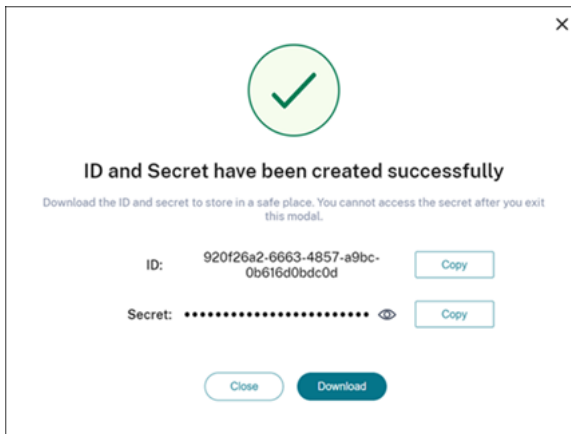 ID and Secret have been created successfully
Download the ID and secret to store in a safe place. You cannot access the secret after you exit
this modal.
ID:
920f26a2-6663-4857-a9bc-
0b616d0bdc0d
Copy
Secret:
••••••••••••••••••••••••
Copy
Close
Download